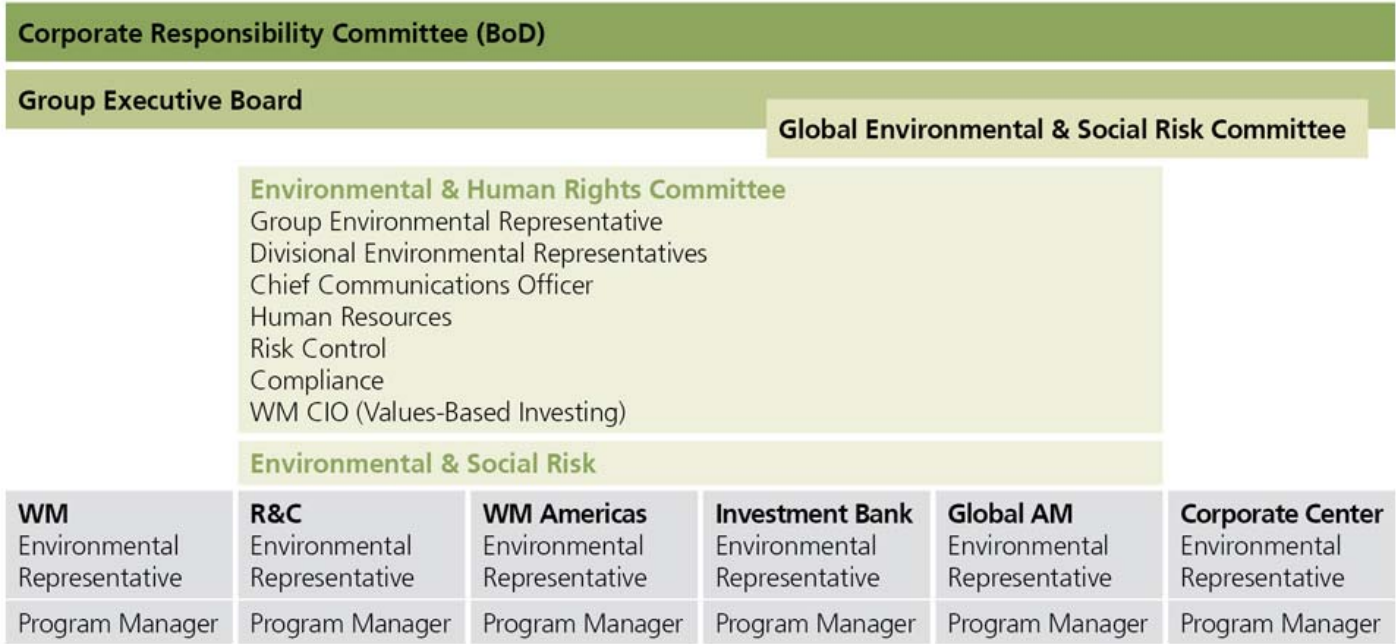 Corporate Responsibility Committee (BoD)
Group Executive Board
Global Environmental & Social Risk Committee
Environmental & Human Rights Committee
Group Environmental Representative
Divisional Environmental Representatives
Chief Communications Officer
Human Resources
Risk Control
Compliance
WM CIO (Values-Based Investing)
Environmental & Social Risk
WM
Environmental
Representative
Program Manager
R&C
Environmental
Representative
Program Manager
WM Americas
Environmental
Representative
Program Manager
Investment Bank
Environmental
Representative
Program Manager
Global AM
Environmental
Representative
Program Manager
Corporate Center
Environmental
Representative
Program Manager